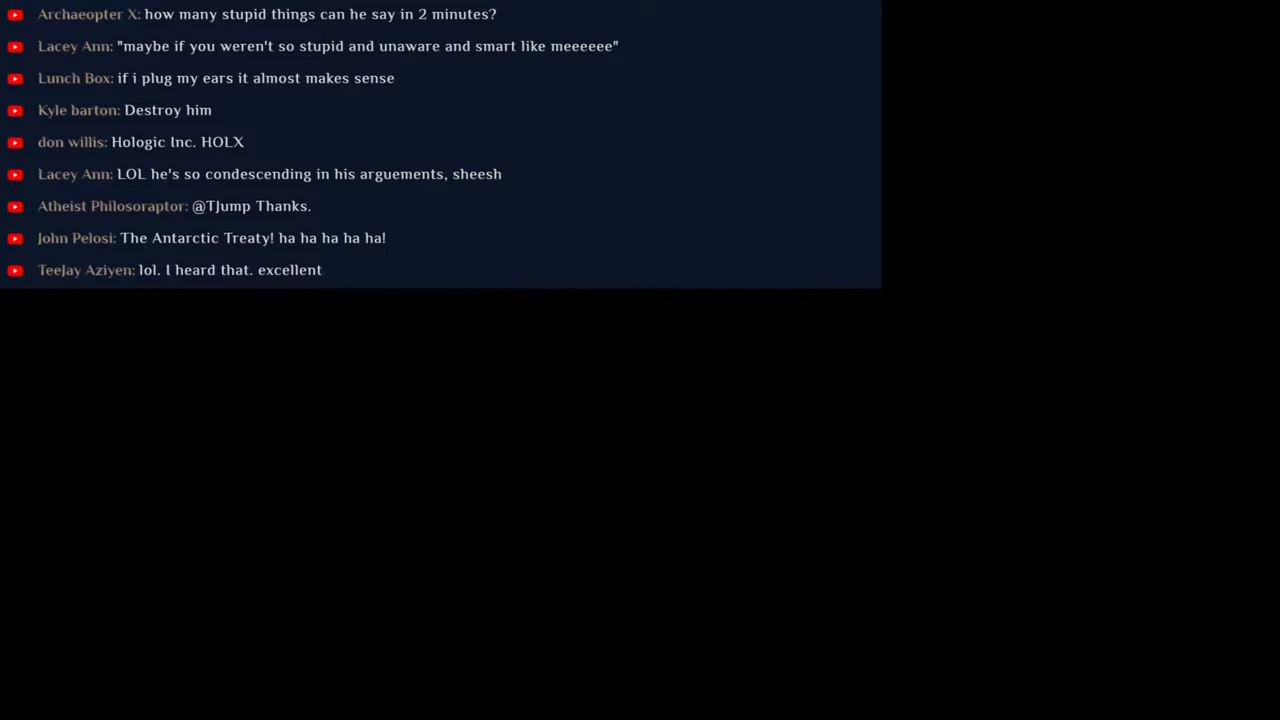 Archaeopter X: how many stupid things can he say in 2 minutes?
Lacey Ann: "maybe if you weren't so stupid and unaware and smart like meeeeee"
Lunch Box: if i plug my ears it almost makes sense
Kyle barton: Destroy him
don willis: Hologic Inc. HOLX
Lacey Ann: LOL he's so condescending in his arguements, sheesh
Atheist Philosoraptor: @TJump Thanks.
John Pelosi: The Antarctic Treaty! ha ha ha ha ha!
TeeJay Aziyen: lol. I heard that. excellent